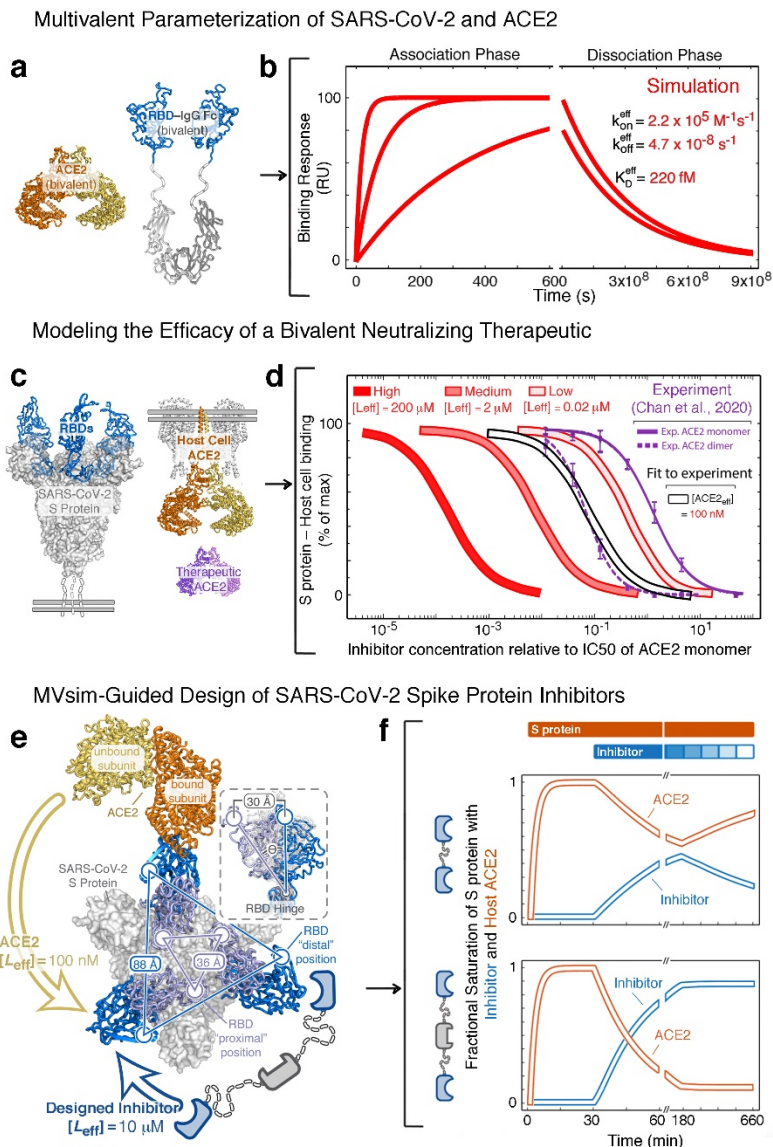 Multivalent Parameterization of SARS-CoV-2 and ACE2
a
ACE2
(bivalent)
RBD–IgG Fc
(bivalent)
b
Association Phase
Dissociation Phase
Binding Response
(RU)
100
0
Simulation
k_on^eff = 2.2 x 10^5 M^-1 s^-1
k_off^eff = 4.7 x 10^-8 s^-1
K_D^eff = 220 fM
0 200 400 600 3x10^8 6x10^8 9x10^8
Time (s)
Modeling the Efficacy of a Bivalent Neutralizing Therapeutic
c
RBDs
SARS-CoV-2
S Protein
Host Cell
ACE2
Therapeutic
ACE2
d
S protein – Host cell binding
(% of max)
100
0
High
[Leff] - 200 µM
Medium
[Leff] - 2 µM
Low
[Leff] = 0.02 µM
Experiment
(Chan et al., 2020)
Exp. ACE2 monomer
Exp. ACE2 dimer
Fit to experiment
[ACE2eff]
= 100 nM
10^-5 10^-3 10^-1 10^1
Inhibitor concentration relative to IC50 of ACE2 monomer
MVsim-Guided Design of SARS-CoV-2 Spike Protein Inhibitors
e
unbound
subunit
bound
subunit
ACE2
SARS-CoV-2
S Protein
30 Å
Θ
RBD Hinge
ACE2
[Leff] = 100 nM
88 Å
36 Å
RBD
"distal"
position
RBD
"proximal"
position
Designed Inhibitor
[Leff] = 10 µM
f
S protein
Inhibitor
Fractional Saturation of S protein with
Inhibitor and Host ACE2
1
0
ACE2
Inhibitor
1
0
Inhibitor
ACE2
0 30 60 180 660
Time (min)